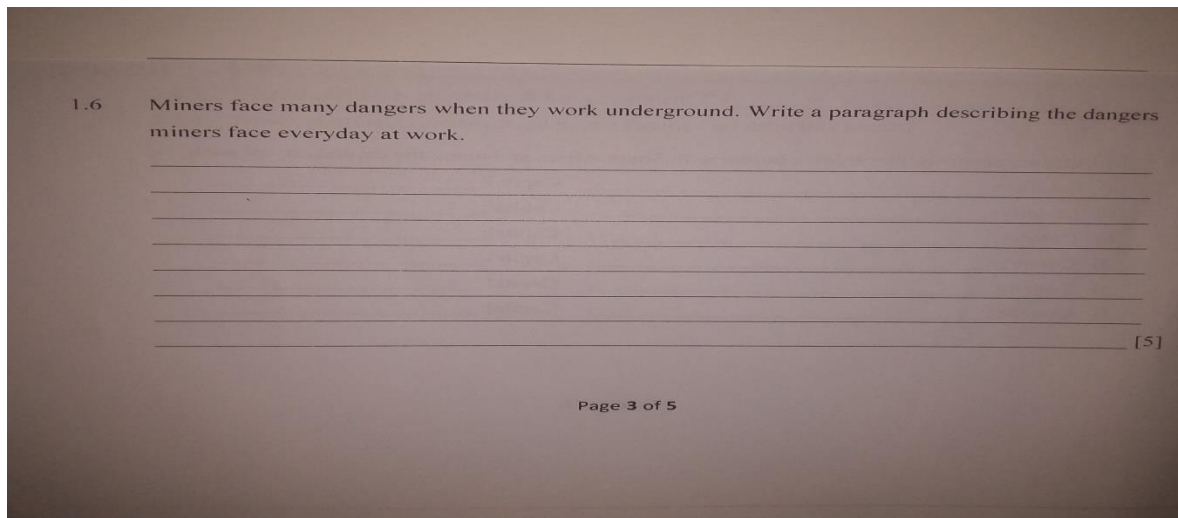 1.6 Miners face many dangers when they work underground. Write a paragraph describing the dangers
miners face everyday at work.
[5]
Page 3 of 5